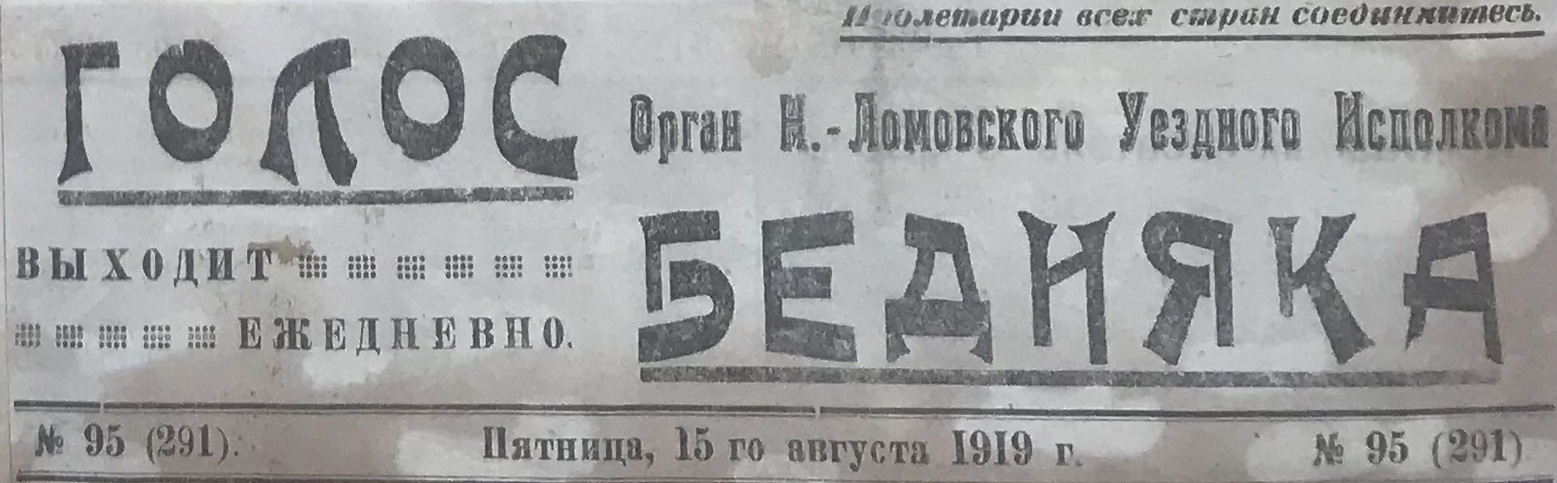 Пролетарии всех стран соединяйтесь.
ГОЛОС
Орган Н.-Ломовского Уездного Исполкома
БЕДНЯКА
ВЫХОДИТ
ЕЖЕДНЕВНО.
№ 95 (291).
Пятница, 15 го августа 1919 г.
№ 95 (291)